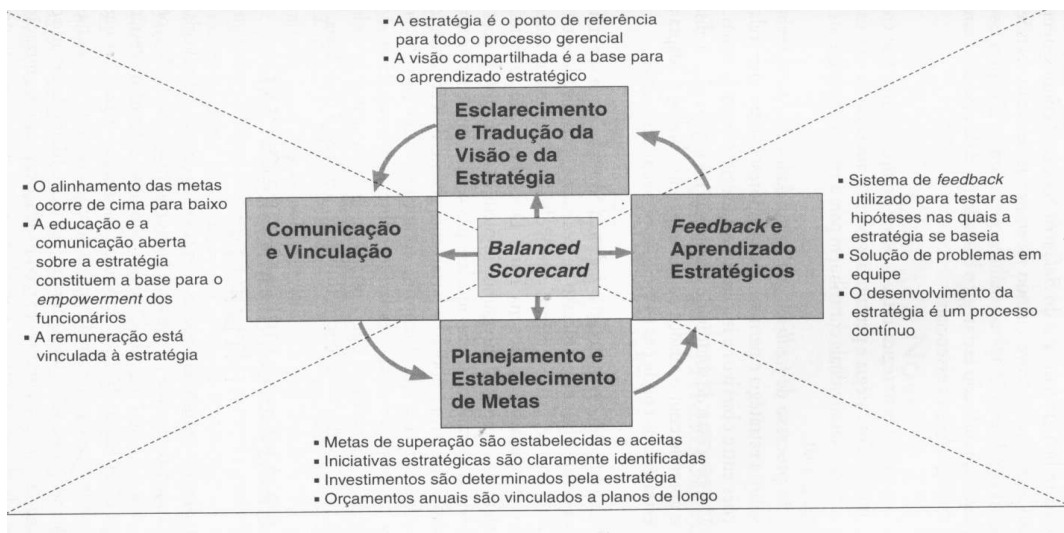 ▪ A estratégia é o ponto de referência
para todo o processo gerencial
▪ A visão compartilhada é a base para
o aprendizado estratégico
Esclarecimento
e Tradução da
Visão e da
Estratégia
▪ O alinhamento das metas
ocorre de cima para baixo
▪ A educação e a
comunicação aberta
sobre a estratégia
constituem a base para o
empowerment dos
funcionários
▪ A remuneração está
vinculada à estratégia
Comunicação
e Vinculação
Balanced
Scorecard
Feedback e
Aprendizado
Estratégicos
▪ Sistema de feedback
utilizado para testar as
hipóteses nas quais a
estratégia se baseia
▪ Solução de problemas em
equipe
▪ O desenvolvimento da
estratégia é um processo
contínuo
Planejamento e
Estabelecimento
de Metas
▪ Metas de superação são estabelecidas e aceitas
▪ Iniciativas estratégicas são claramente identificadas
▪ Investimentos são determinados pela estratégia
▪ Orçamentos anuais são vinculados a planos de longo